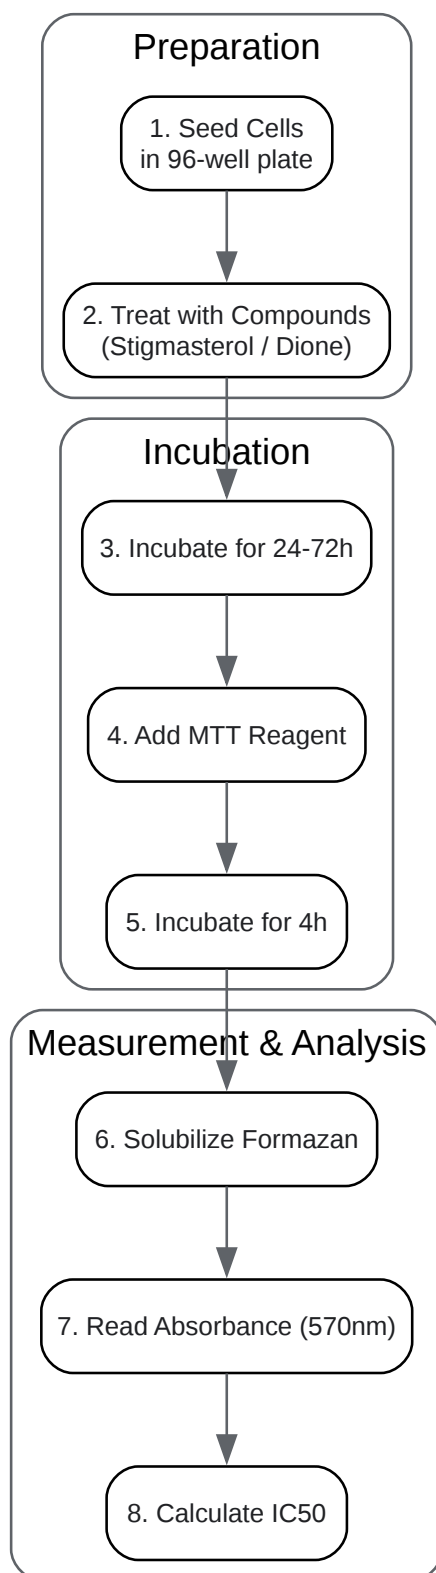 Preparation
1. Seed Cells
in 96-well plate
2. Treat with Compounds
(Stigmasterol / Dione)
Incubation
3. Incubate for 24-72h
4. Add MTT Reagent
5. Incubate for 4h
Measurement & Analysis
6. Solubilize Formazan
7. Read Absorbance (570nm)
8. Calculate IC50